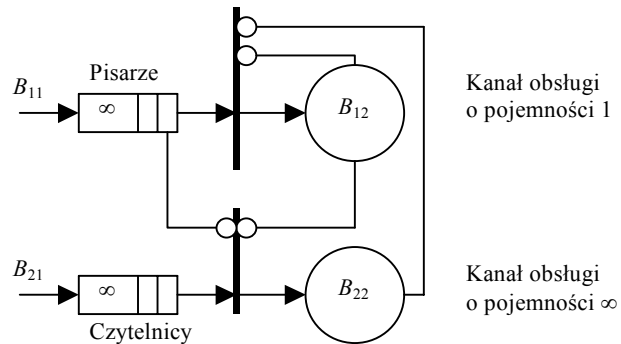 Pisarze
B11
∞
B12
Kanał obsługi
o pojemności 1
B21
∞
Czytelnicy
B22
Kanał obsługi
o pojemności ∞